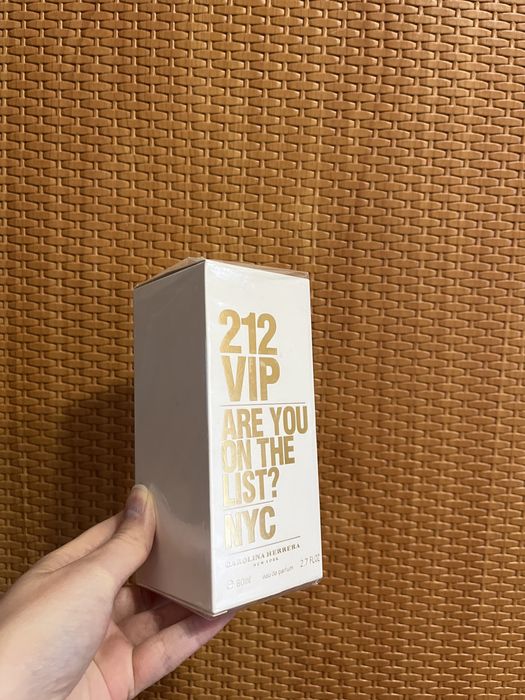 212
VIP
ARE YOU
ON THE
LIST?
NYC
CAROLINA HERRERA
NEW YORK
℮ 80ml eau de parfum 2.7 FL.OZ